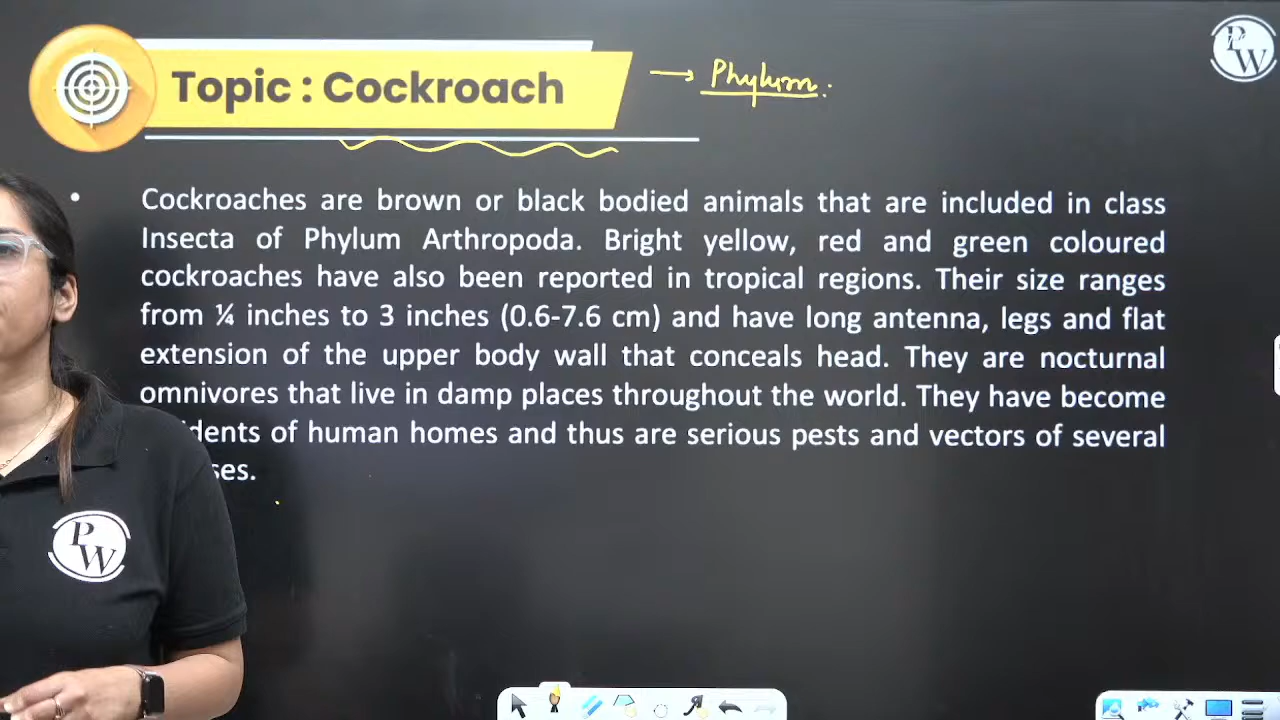 Topic : Cockroach → Phylum:
PW
• Cockroaches are brown or black bodied animals that are included in class
Insecta of Phylum Arthropoda. Bright yellow, red and green coloured
cockroaches have also been reported in tropical regions. Their size ranges
from ¼ inches to 3 inches (0.6-7.6 cm) and have long antenna, legs and flat
extension of the upper body wall that conceals head. They are nocturnal
omnivores that live in damp places throughout the world. They have become
dents of human homes and thus are serious pests and vectors of several
ses.
PW